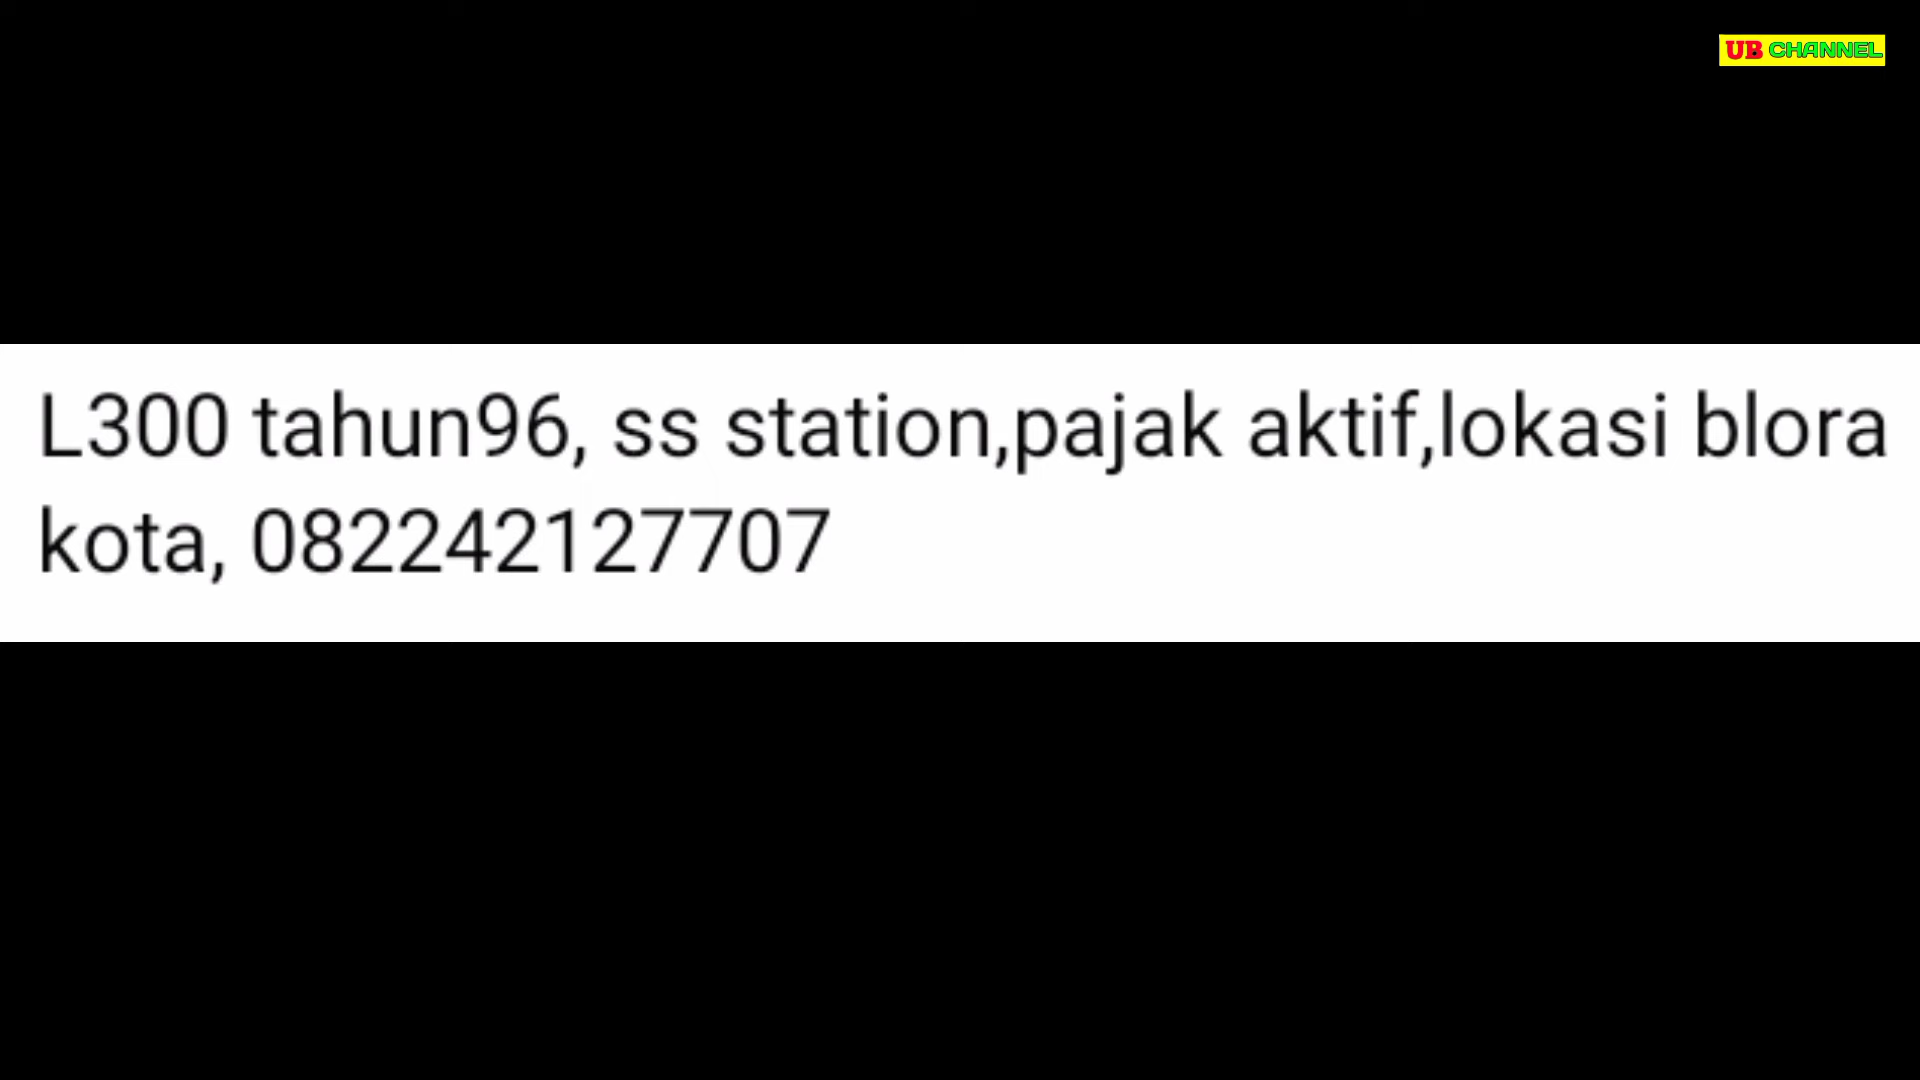 UB CHANNEL
L300 tahun96, ss station,pajak aktif,lokasi blora
kota, 082242127707